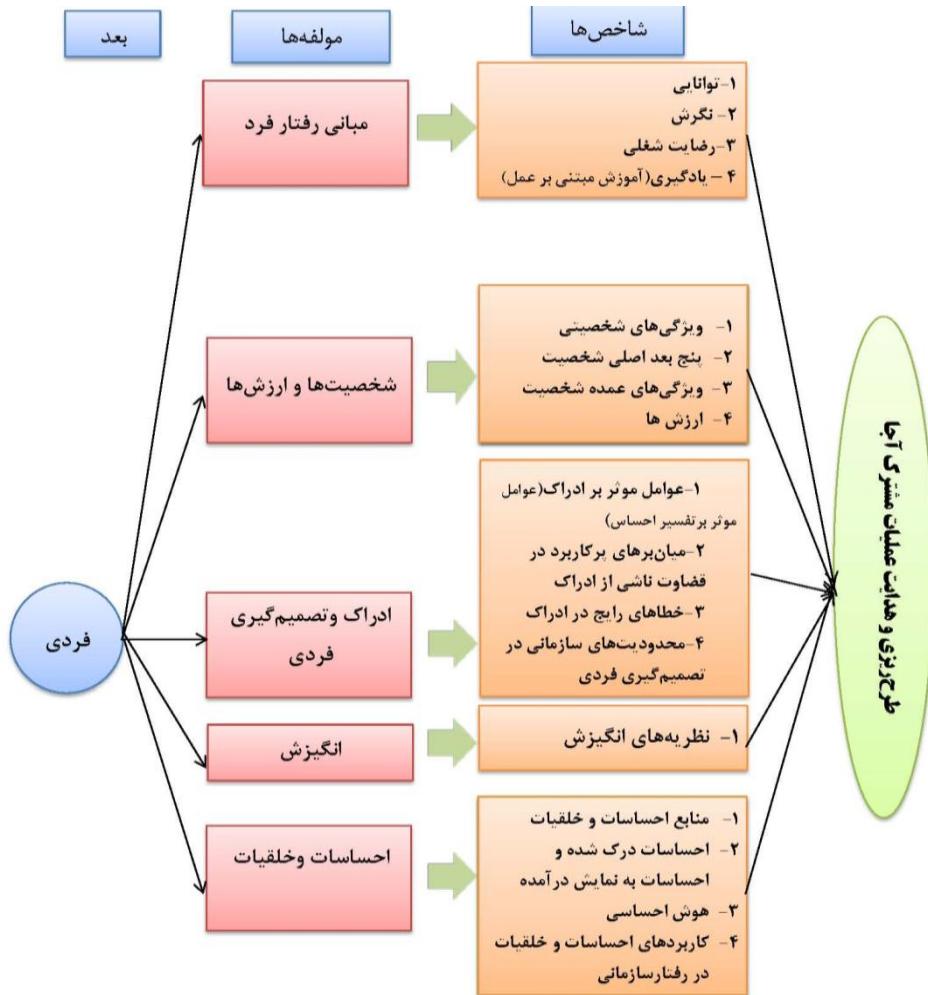 شاخص‌ها
مولفه‌ها
بعد
مبانی رفتار فرد
۱-توانایی
۲- نگرش
۳-رضایت شغلی
۴ – یادگیری(آموزش مبتنی بر عمل)
شخصیت‌ها و ارزش‌ها
۱- ویژگی‌های شخصیتی
۲- پنج بعد اصلی شخصیت
۳- ویژگی‌های عمده شخصیت
۴- ارزش ها
ادراک وتصمیم‌گیری
فردی
۱-عوامل موثر بر ادراک(عوامل
موثر برتفسیر احساس)
۲-میان‌برهای پرکاربرد در
قضاوت ناشی از ادراک
۳-خطاهای رایج در ادراک
۴-محدودیت‌های سازمانی در
تصمیم‌گیری فردی
انگیزش
۱- نظریه‌های انگیزش
احساسات وخلقیات
۱- منابع احساسات و خلقیات
۲- احساسات درک شده و
احساسات به نمایش درآمده
۳- هوش احساسی
۴- کاربردهای احساسات و خلقیات
در رفتارسازمانی
فردی
طرح‌ریزی و هدایت عملیات مشترک آجا